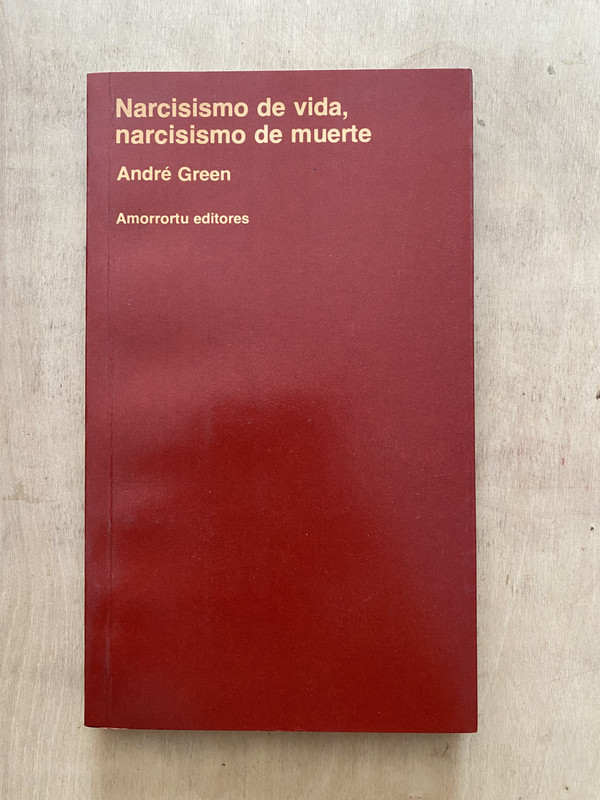 Narcisismo de vida,
narcisismo de muerte
André Green
Amorrortu editores